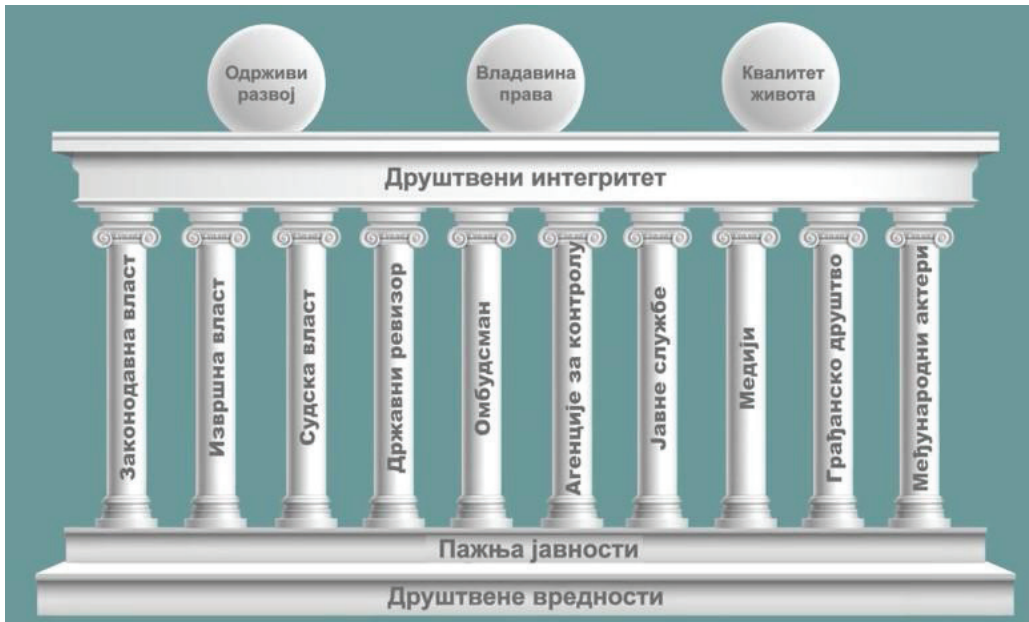 Одрживи
развој
Владавина
права
Квалитет
живота
Друштвени интегритет
Законодавна власт
Извршна власт
Судска власт
Државни ревизор
Омбудсман
Агенције за контролу
Јавне службе
Медији
Грађанско друштво
Међународни актери
Пажња јавности
Друштвене вредности